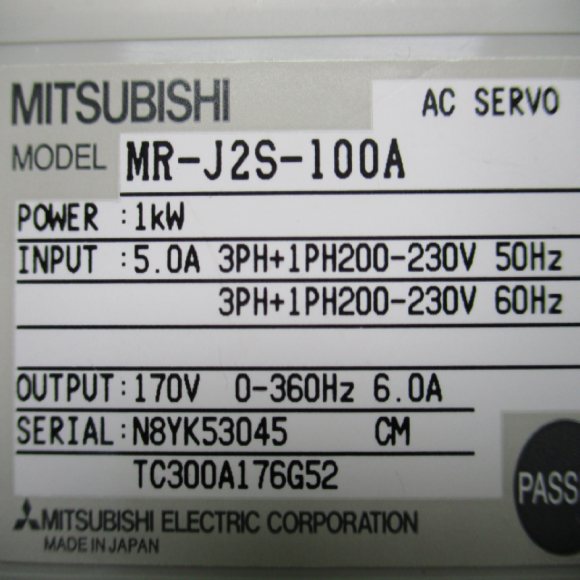 MITSUBISHI AC SERVO
MODEL MR-J2S-100A
POWER :1kW
INPUT :5.0A 3PH+1PH200-230V 50Hz
3PH+1PH200-230V 60Hz
OUTPUT:170V 0-360Hz 6.0A
SERIAL:N8YK53045 CM
TC300A176G52
PASS
MITSUBISHI ELECTRIC CORPORATION
MADE IN JAPAN